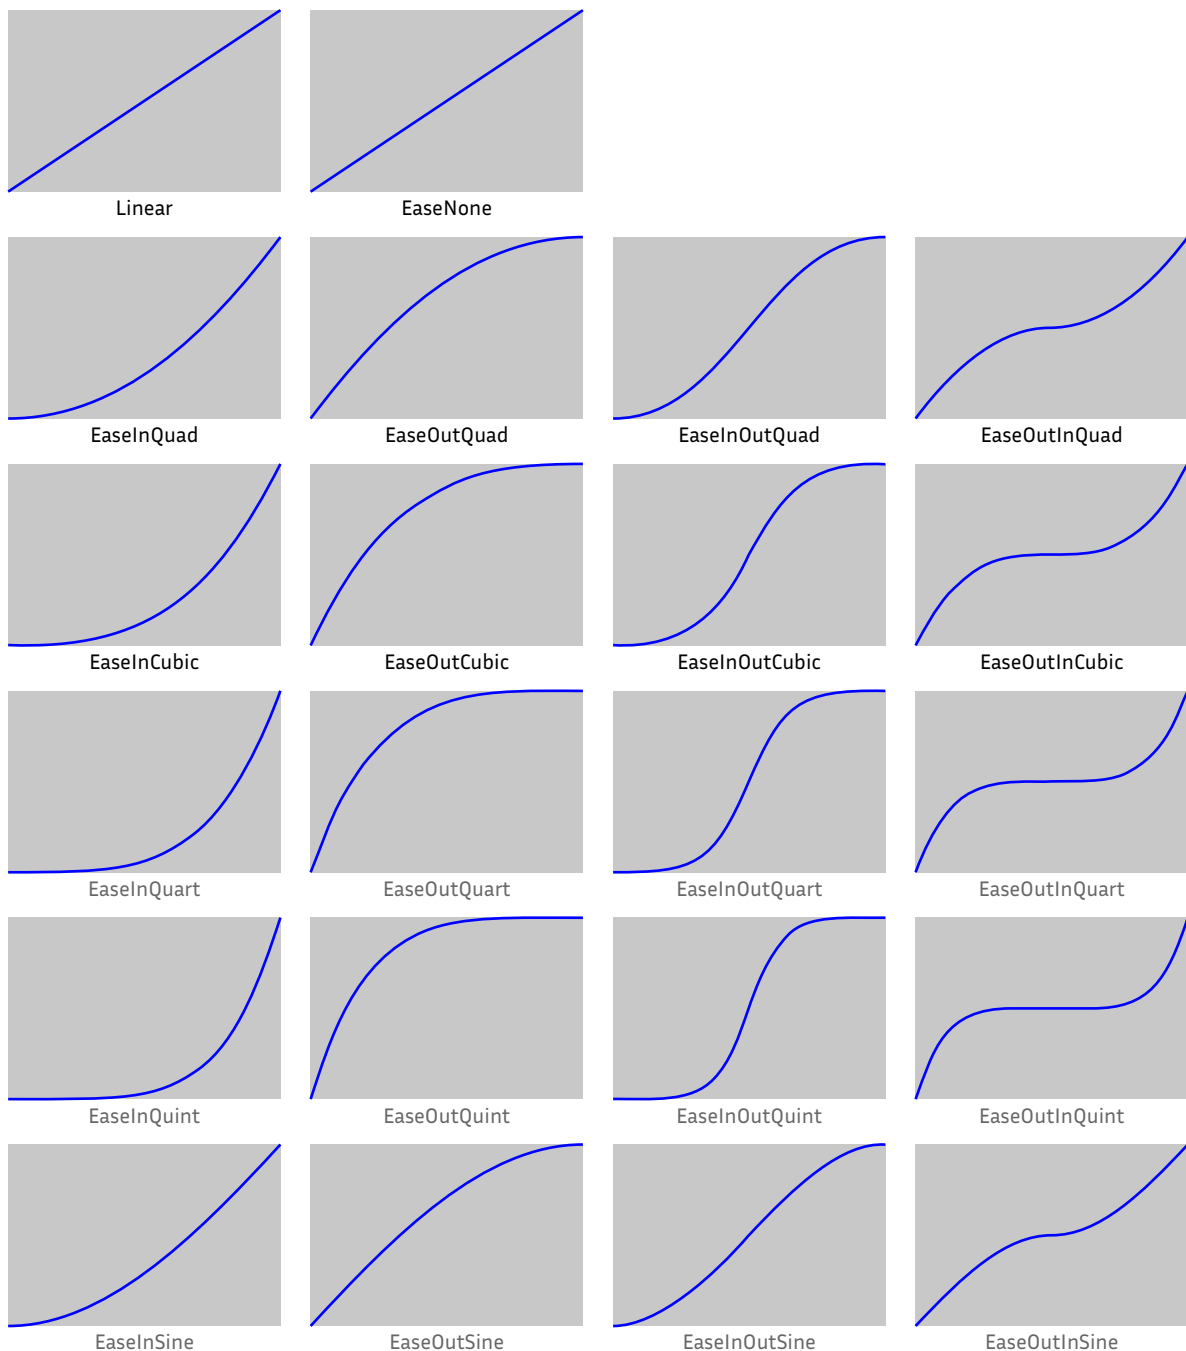 Linear EaseNone
EaseInQuad EaseOutQuad EaseInOutQuad EaseOutInQuad
EaseInCubic EaseOutCubic EaseInOutCubic EaseOutInCubic
EaseInQuart EaseOutQuart EaseInOutQuart EaseOutInQuart
EaseInQuint EaseOutQuint EaseInOutQuint EaseOutInQuint
EaseInSine EaseOutSine EaseInOutSine EaseOutInSine